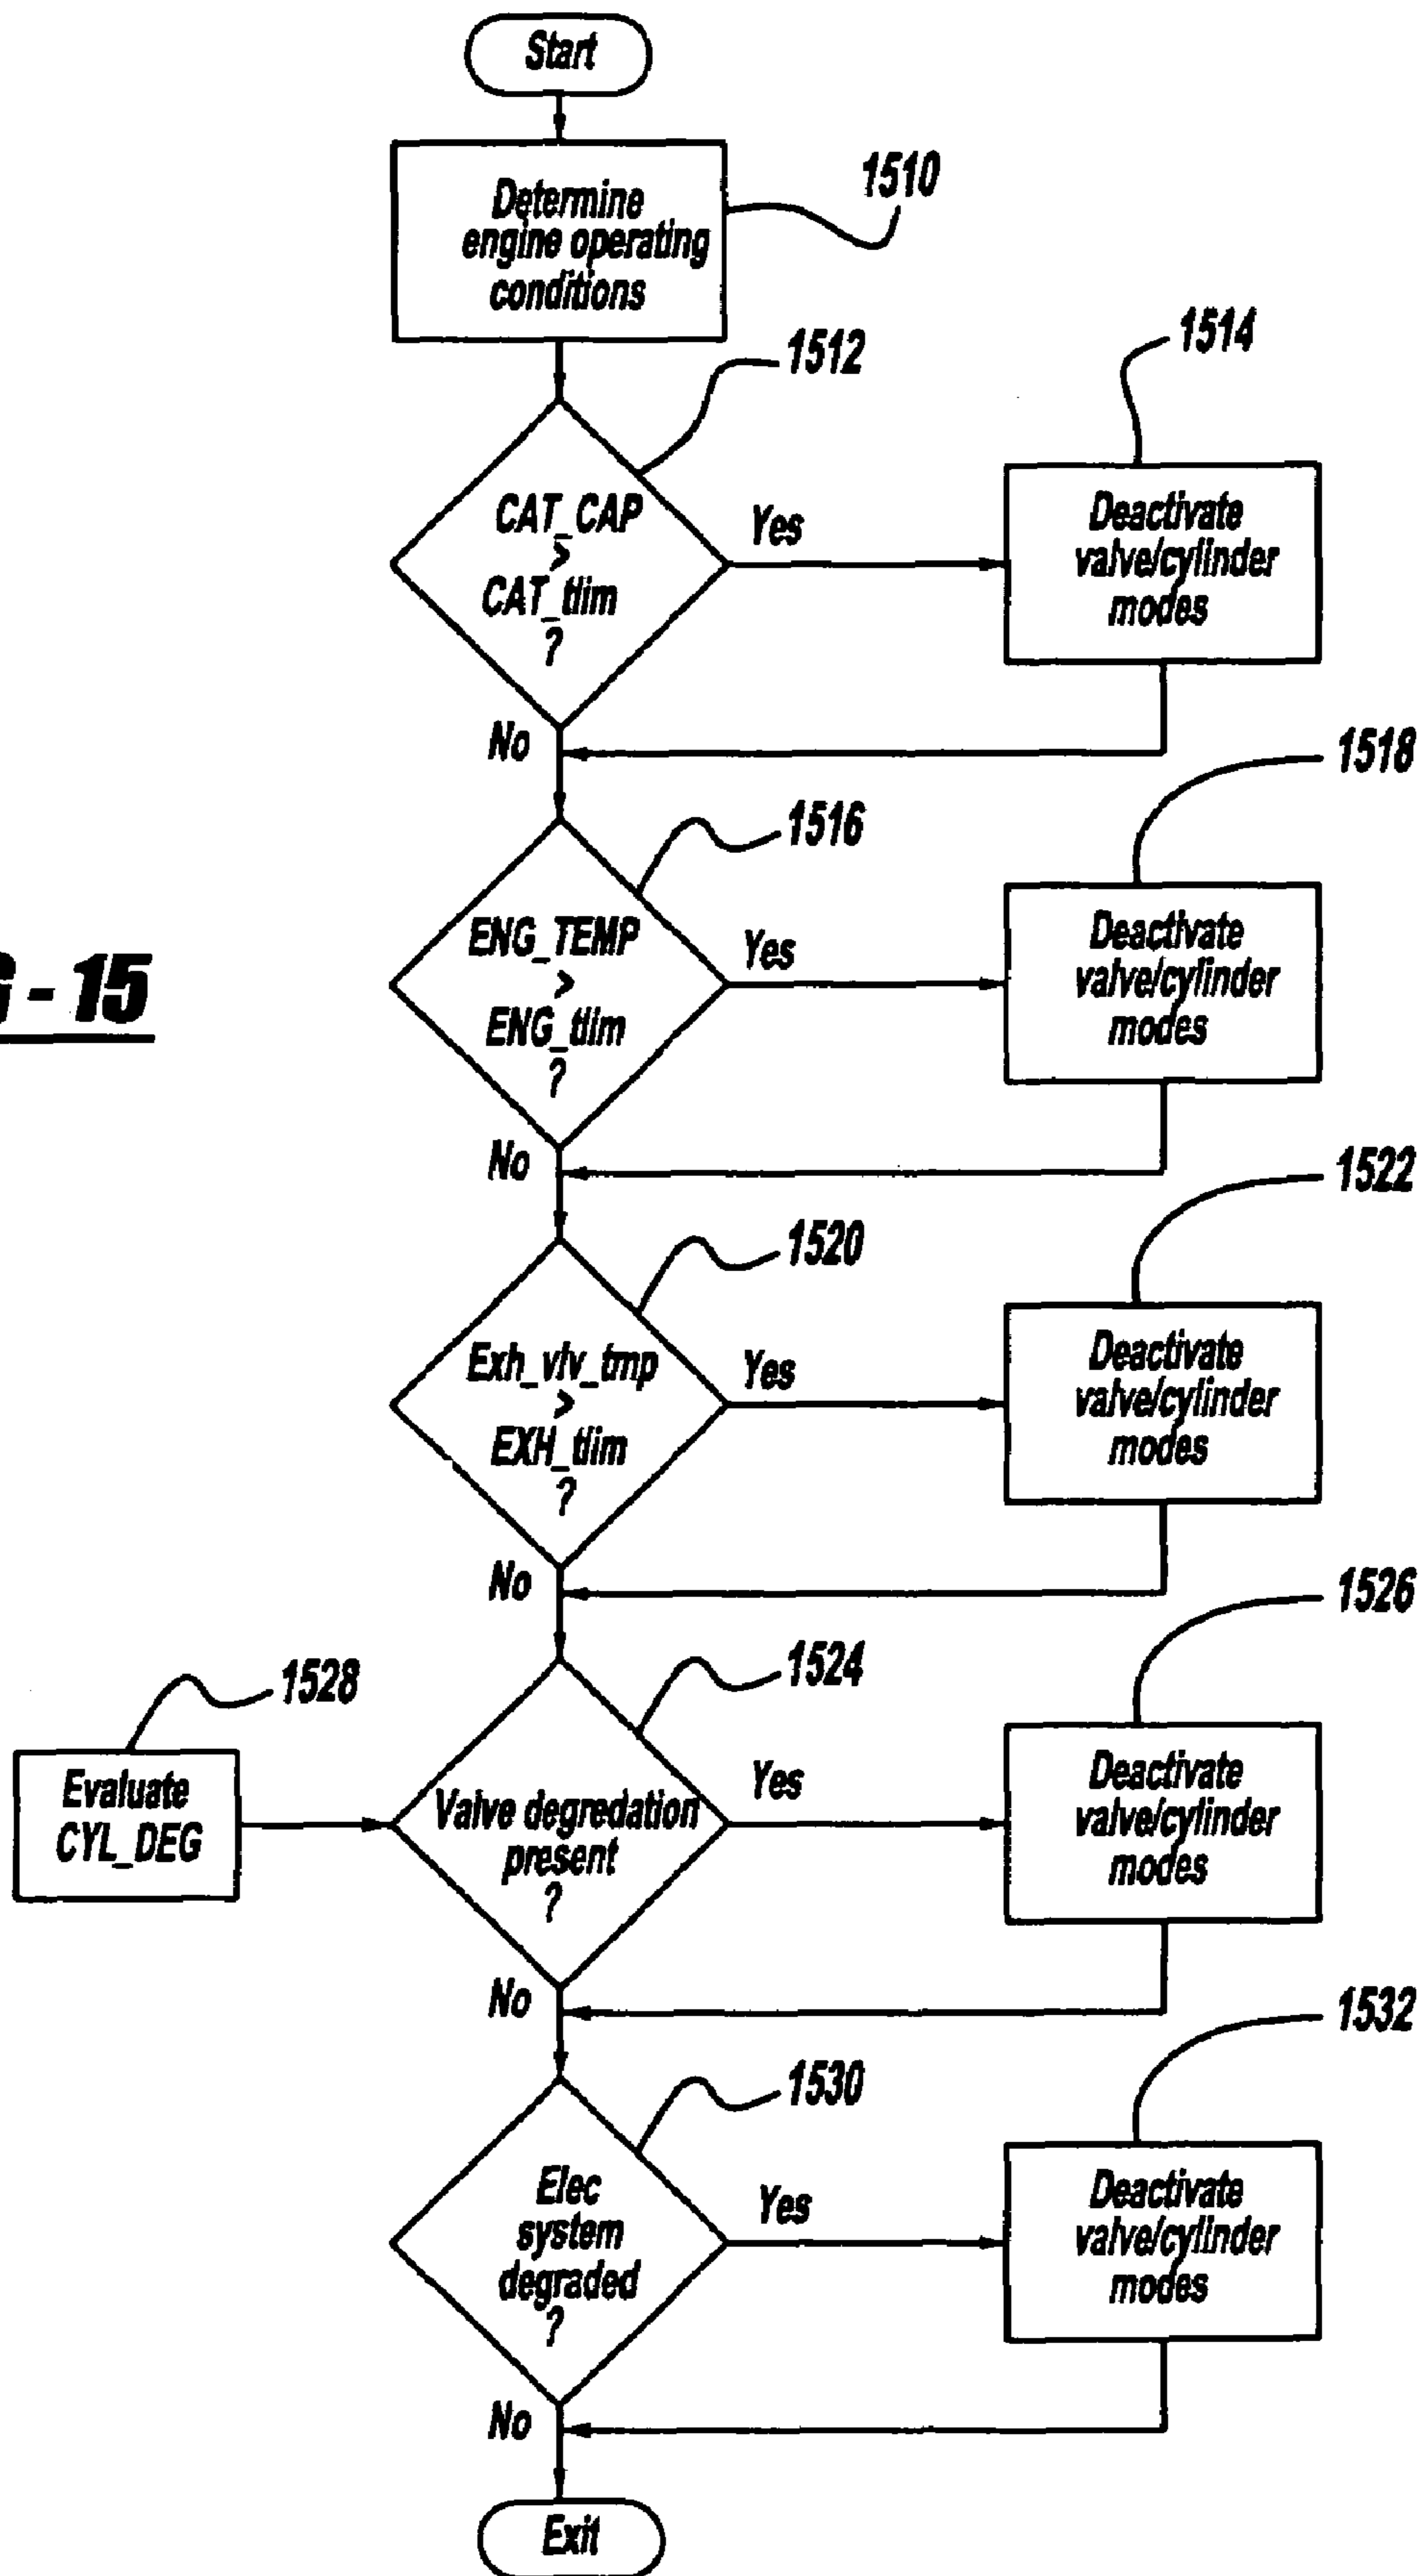 Start
1510
Determine
engine operating
conditions
1512
1514
CAT_CAP
>
CAT_tlim
?
Yes
Deactivate
valve/cylinder
modes
No
1518
1516
ENG_TEMP
>
ENG_tlim
?
Yes
Deactivate
valve/cylinder
modes
G - 15
No
1522
1520
Exh_vlv_tmp
>
EXH_tlim
?
Yes
Deactivate
valve/cylinder
modes
No
1526
1524
1528
Evaluate
CYL_DEG
Valve degredation
present
?
Yes
Deactivate
valve/cylinder
modes
No
1532
1530
Elec
system
degraded
?
Yes
Deactivate
valve/cylinder
modes
No
Exit